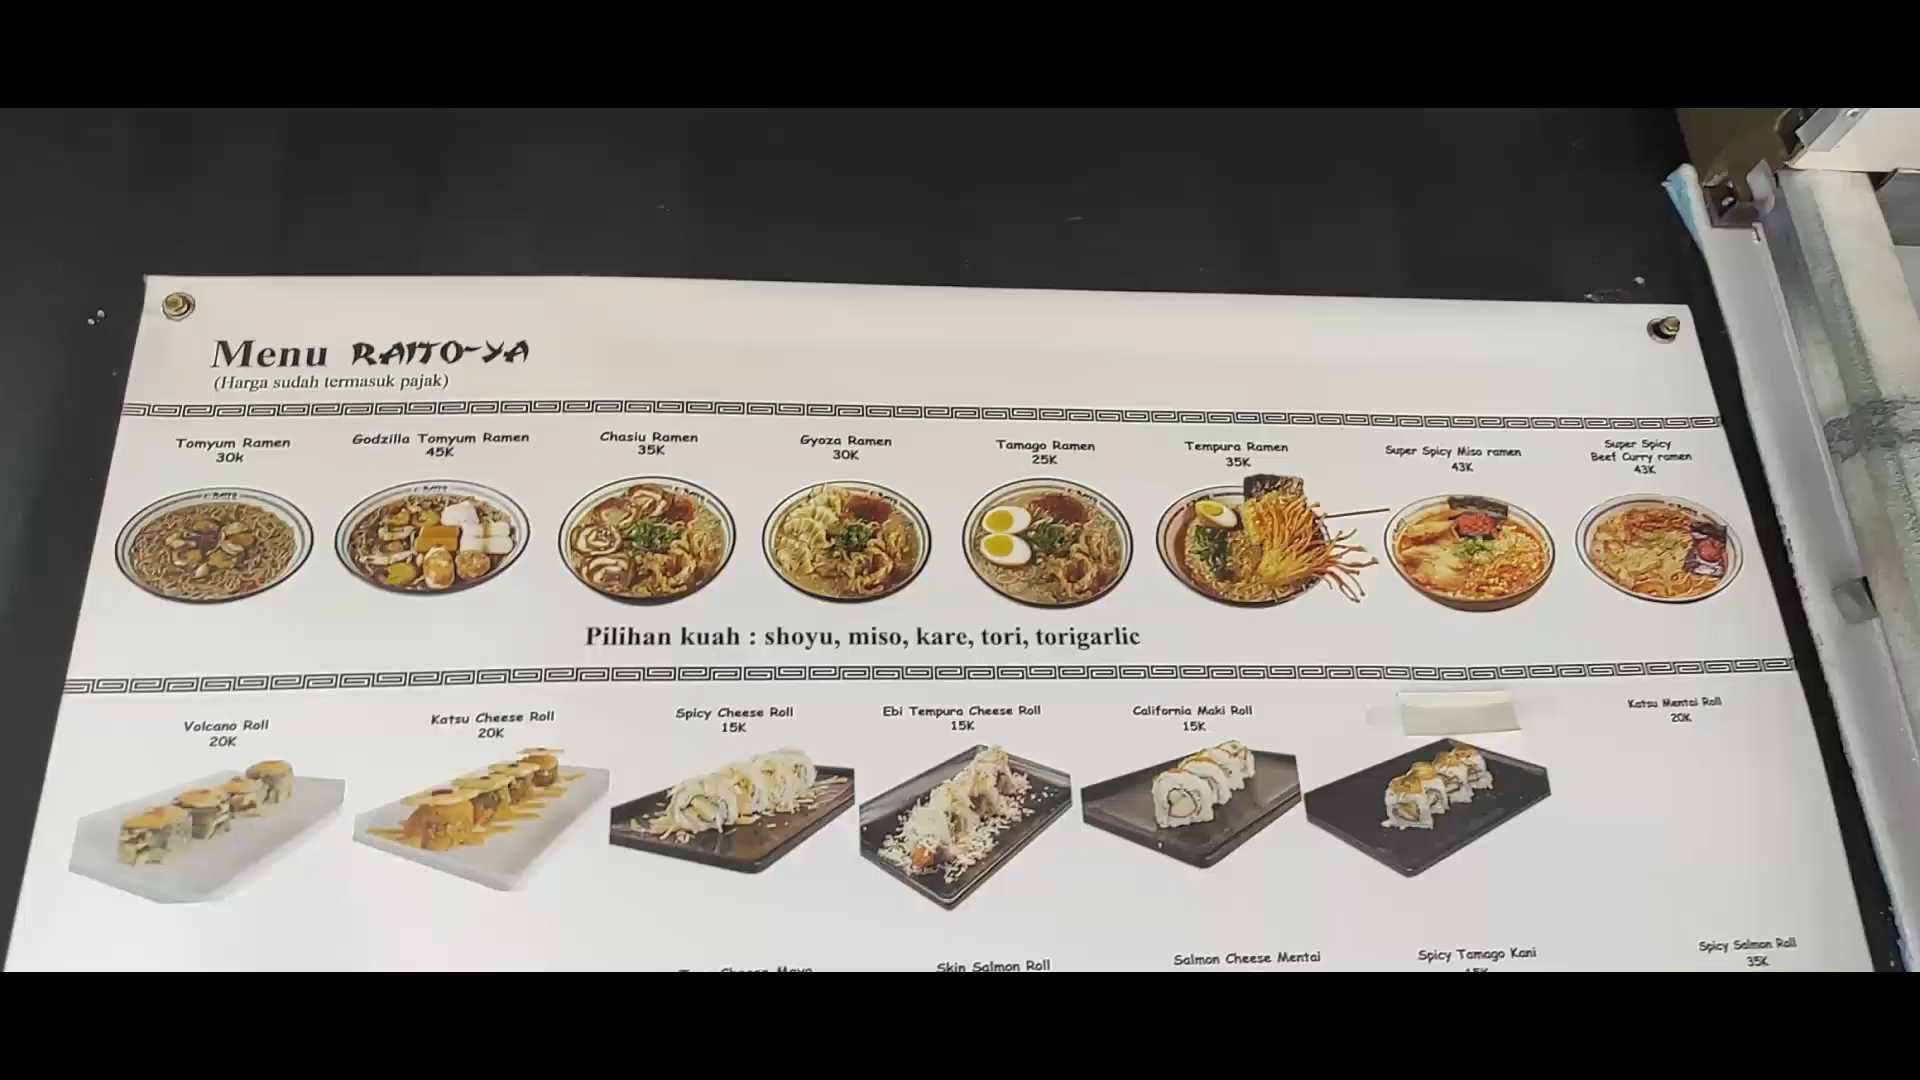 Menu RAITO-YA
(Harga sudah termasuk pajak)
Tomyum Ramen
30k
Godzilla Tomyum Ramen
45K
Chasiu Ramen
35K
Gyoza Ramen
30K
Tamago Ramen
25K
Tempura Ramen
35K
Super Spicy Miso ramen
43K
Super Spicy
Beef Curry ramen
43K
Pilihan kuah : shoyu, miso, kare, tori, torigarlic
Volcano Roll
20K
Katsu Cheese Roll
20K
Spicy Cheese Roll
15K
Ebi Tempura Cheese Roll
15K
California Maki Roll
15K
Katsu Mentai Roll
20K
Cheese Mayo
Skin Salmon Roll
Salmon Cheese Mentai
Spicy Tamago Kani
15K
Spicy Salmon Roll
35K